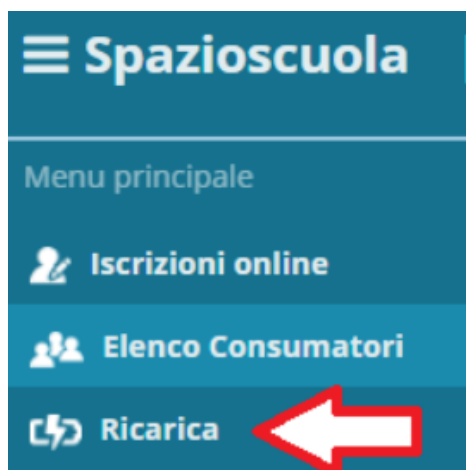 Spazioscuola
Menu principale
Iscrizioni online
Elenco Consumatori
Ricarica